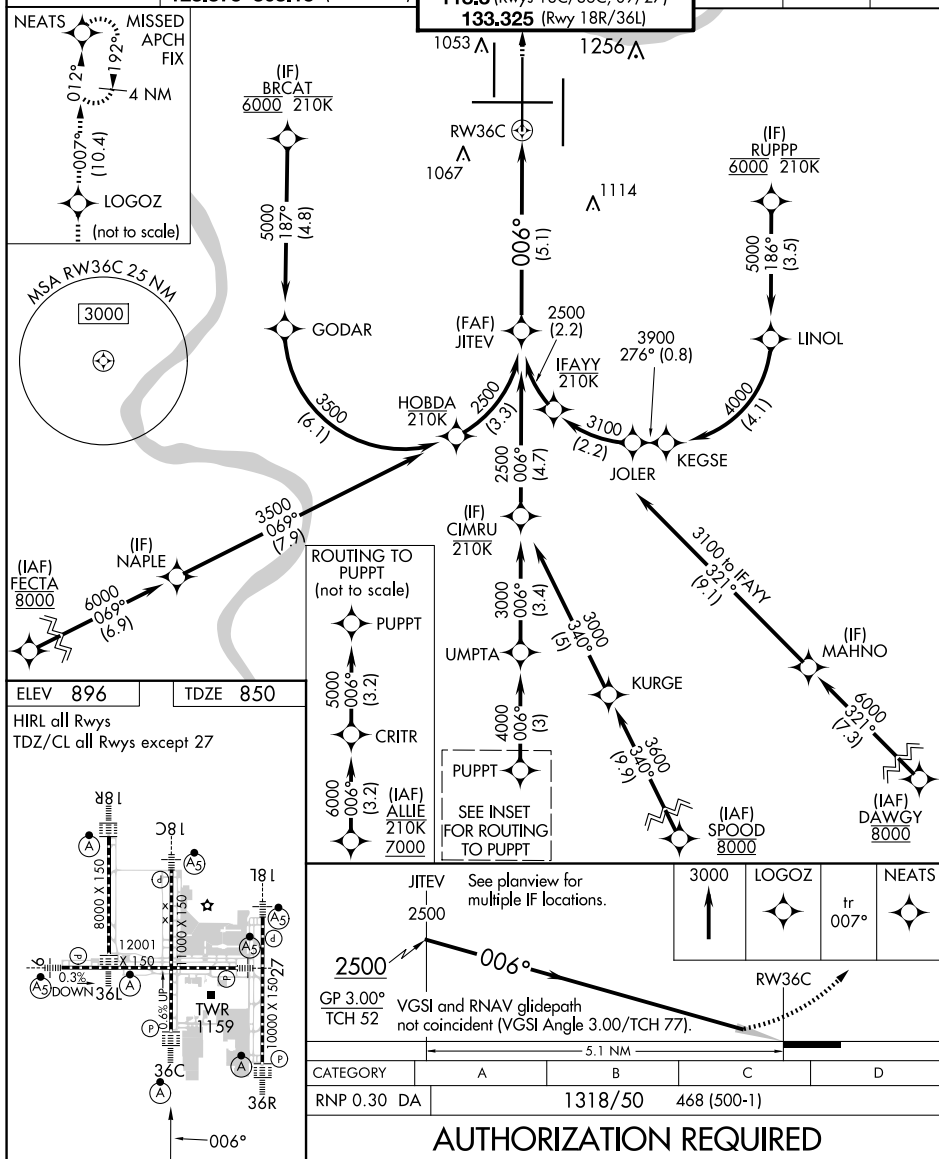 133.325 (Rwy 18R/36L)
NEATS
MISSED
APCH
FIX
012°
192°
4 NM
007°
(10.4)
LOGOZ
(not to scale)
(IF)
BRCAT
6000 210K
1053
1256
RW36C
1067
1114
(IF)
RUPPP
6000 210K
5000
187°
(4.8)
006°
(5.1)
5000
186°
(3.5)
MSA RW36C 25 NM
3000
GODAR
(FAF)
JITEV
2500
(2.2)
3900
276° (0.8)
LINOL
IFAYY
210K
3500
(6.1)
HOBDA
210K
2500
(3.3)
4000
(4.1)
3100
(2.2)
JOLER
KEGSE
2500
006°
(4.7)
3500
069°
(7.9)
(IF)
CIMRU
210K
(IF)
NAPLE
(IAF)
FECTA
8000
6000
069°
(6.9)
ROUTING TO
PUPPT
(not to scale)
PUPPT
5000
006°
(3.2)
CRITR
6000
006°
(3.2)
(IAF)
ALLIE
210K
7000
3000
006°
(3.4)
UMPTA
4000
006°
(3)
PUPPT
SEE INSET
FOR ROUTING
TO PUPPT
3000
340°
(5)
KURGE
3600
340°
(9.9)
(IAF)
SPOOD
8000
3100 to IFAYY
321°
(9.1)
(IF)
MAHNO
6000
321°
(7.3)
(IAF)
DAWGY
8000
ELEV 896
TDZE 850
HIRL all Rwys
TDZ/CL all Rwys except 27
18R
18C
18L
A
A5
P
8000 X 150
11000 X 150
x
x
A5
A5
P
12001
X 150
P
9
27
A5
0.3%
DOWN
36L
A
P
0.6% UP
TWR
1159
10000 X 150
P
A
P
36C
A
36R
006°
JITEV
See planview for
multiple IF locations.
2500
2500
006°
GP 3.00°
TCH 52
VGSI and RNAV glidepath
not coincident (VGSI Angle 3.00/TCH 77).
5.1 NM
RW36C
3000
LOGOZ
tr
007°
NEATS
CATEGORY A B C D
RNP 0.30 DA 1318/50 468 (500-1)
AUTHORIZATION REQUIRED